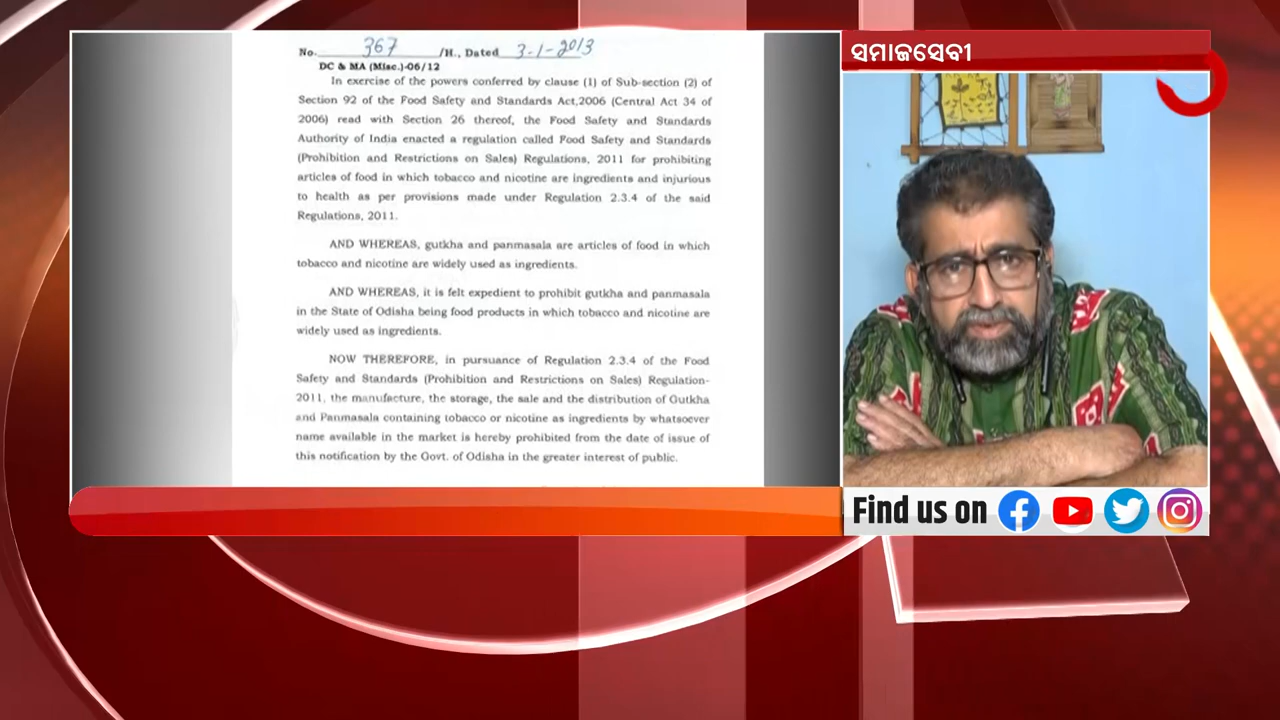 No. 367 /H., Dated 3-1-2013
DC & MA (Misc.)-06/12
In exercise of the powers conferred by clause (1) of Sub-section (2) of
Section 92 of the Food Safety and Standards Act,2006 (Central Act 34 of
2006) read with Section 26 thereof, the Food Safety and Standards
Authority of India enacted a regulation called Food Safety and Standards
(Prohibition and Restrictions on Sales) Regulations, 2011 for prohibiting
articles of food in which tobacco and nicotine are ingredients and injurious
to health as per provisions made under Regulation 2.3.4 of the said
Regulations, 2011.
AND WHEREAS, gutkha and panmasala are articles of food in which
tobacco and nicotine are widely used as ingredients.
AND WHEREAS, it is felt expedient to prohibit gutkha and panmasala
in the State of Odisha being food products in which tobacco and nicotine are
widely used as ingredients.
NOW THEREFORE, in pursuance of Regulation 2.3.4 of the Food
Safety and Standards (Prohibition and Restrictions on Sales) Regulation-
2011, the manufacture, the storage, the sale and the distribution of Gutkha
and Panmasala containing tobacco or nicotine as ingredients by whatsoever
name available in the market is hereby prohibited from the date of issue of
this notification by the Govt. of Odisha in the greater interest of public.
ସମାଜସେବୀ
Find us on